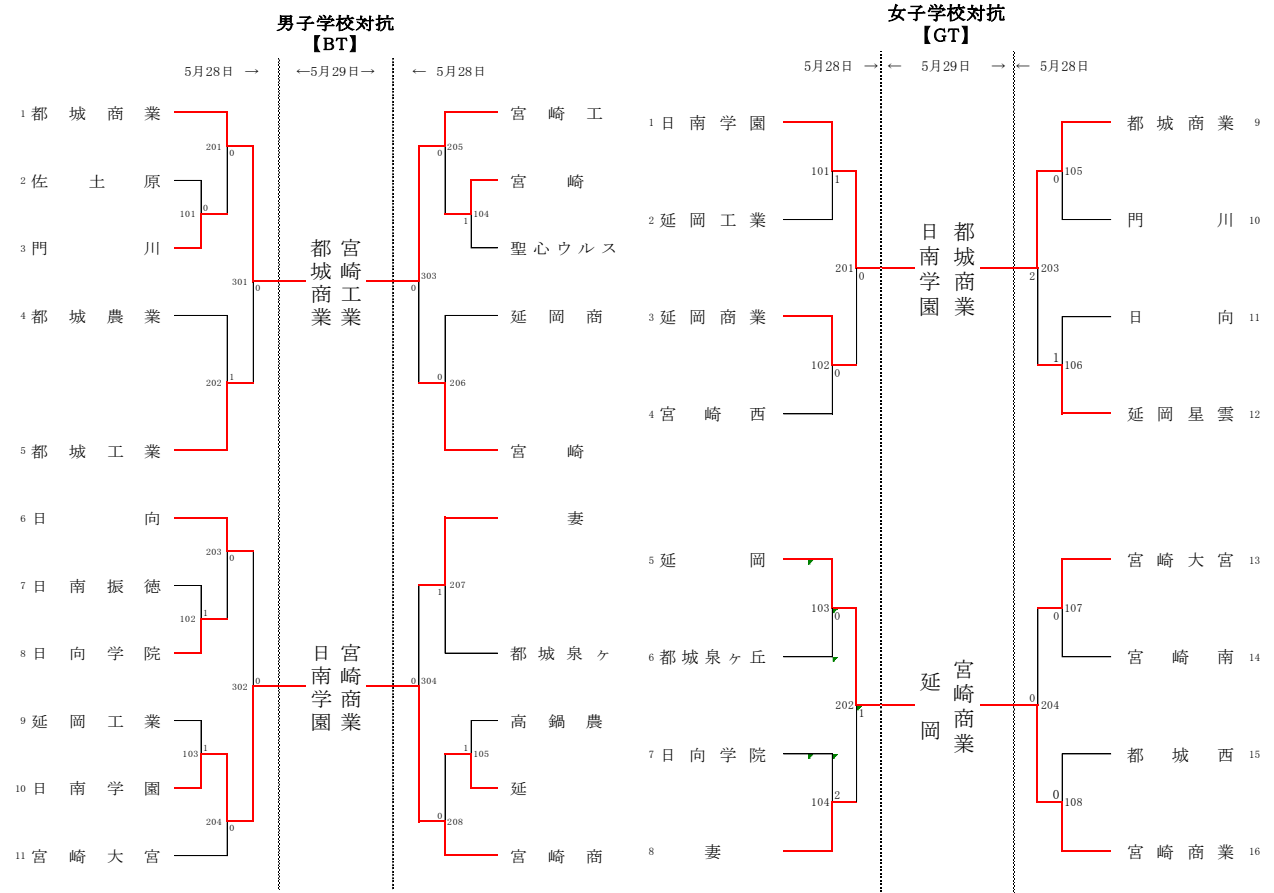 男子学校対抗
【BT】
5月28日 → ←5月29日→ ← 5月28日
1 都城商業
2 佐土原
3 門川
4 都城農業
5 都城工業
6 日向
7 日南振徳
8 日向学院
9 延岡工業
10 日南学園
11 宮崎大宮
201 0
101 0
301 0
202 1
203 0
102 1
302 0
103 1
204 0
都城商業
宮崎工業
日南学園
宮崎商業
205 0
104 1
303 0
206 0
207 1
304 0
105 1
208 0
宮崎工
宮崎
聖心ウルス
延岡商
宮崎
妻
都城泉ヶ
高鍋農
延
宮崎商
女子学校対抗
【GT】
5月28日 → ← 5月29日 → ← 5月28日
1 日南学園
2 延岡工業
3 延岡商業
4 宮崎西
5 延岡
6 都城泉ヶ丘
7 日向学院
8 妻
101 1
201 0
102 0
103 0
202 1
104 2
日南学園
都城商業
延岡
宮崎商業
105 0
203 2
106 1
107 0
204 0
108 0
都城商業 9
門川 10
日向 11
延岡星雲 12
宮崎大宮 13
宮崎南 14
都城西 15
宮崎商業 16